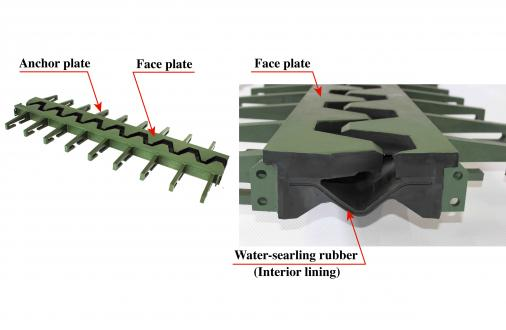 Anchor plate
Face plate
Face plate
Water-searling rubber
(Interior lining)